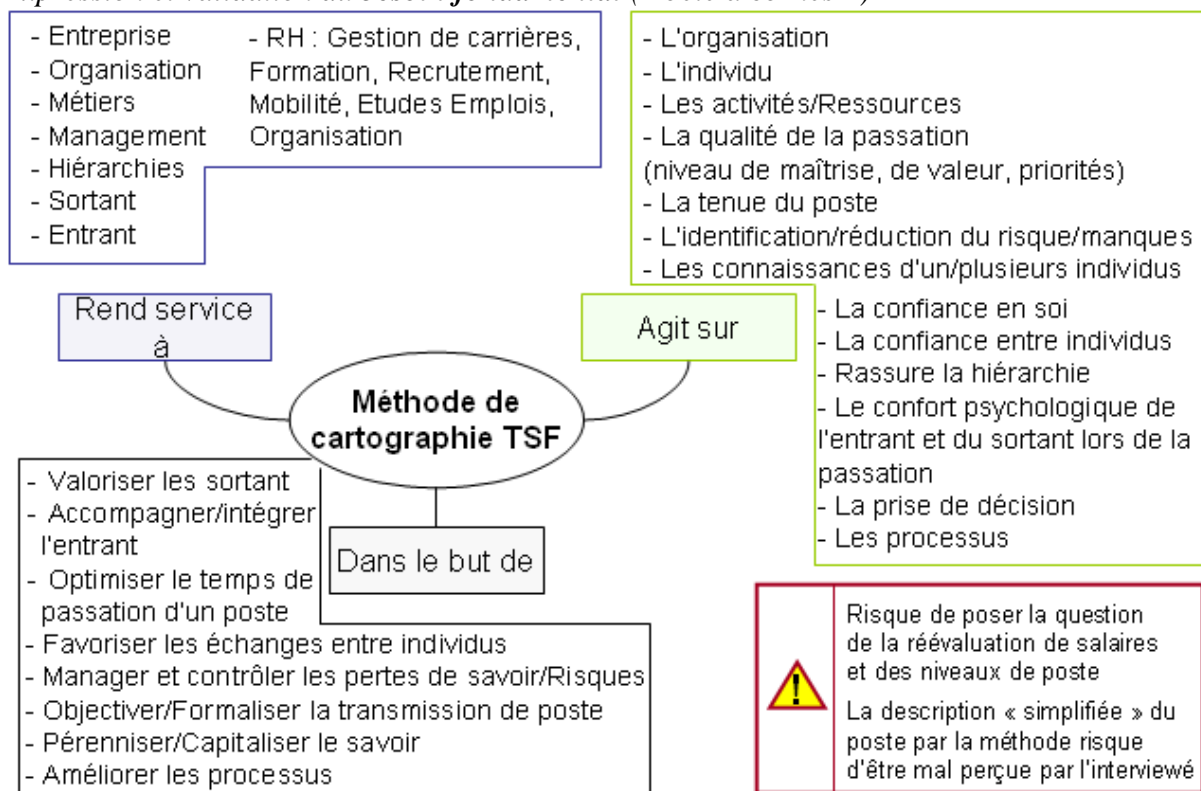 - Entreprise
- Organisation
- Métiers
- Management
- Hiérarchies
- Sortant
- Entrant
- RH : Gestion de carrières,
Formation, Recrutement,
Mobilité, Etudes Emplois,
Organisation
- L'organisation
- L'individu
- Les activités/Ressources
- La qualité de la passation
(niveau de maîtrise, de valeur, priorités)
- La tenue du poste
- L'identification/réduction du risque/manques
- Les connaissances d'un/plusieurs individus
- La confiance en soi
- La confiance entre individus
- Rassure la hiérarchie
- Le confort psychologique de
l'entrant et du sortant lors de la
passation
- La prise de décision
- Les processus
Rend service
à
Agit sur
Méthode de
cartographie TSF
Dans le but de
- Valoriser les sortant
- Accompagner/intégrer
l'entrant
- Optimiser le temps de
passation d'un poste
- Favoriser les échanges entre individus
- Manager et contrôler les pertes de savoir/Risques
- Objectiver/Formaliser la transmission de poste
- Pérenniser/Capitaliser le savoir
- Améliorer les processus
!
Risque de poser la question
de la réévaluation de salaires
et des niveaux de poste
La description « simplifiée » du
poste par la méthode risque
d'être mal perçue par l'interviewé